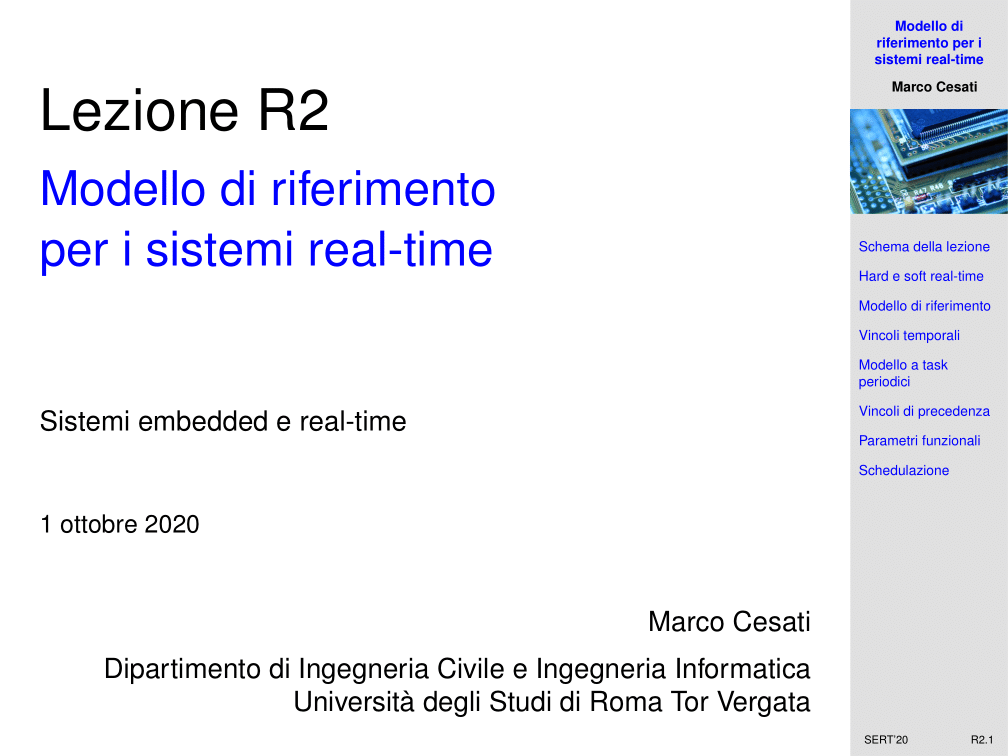 Lezione R2
Modello di riferimento
per i sistemi real-time
Sistemi embedded e real-time
1 ottobre 2020
Marco Cesati
Dipartimento di Ingegneria Civile e Ingegneria Informatica
Università degli Studi di Roma Tor Vergata
Modello di
riferimento per i
sistemi real-time
Marco Cesati
R47 R48
Schema della lezione
Hard e soft real-time
Modello di riferimento
Vincoli temporali
Modello a task
periodici
Vincoli di precedenza
Parametri funzionali
Schedulazione
SERT'20 R2.1